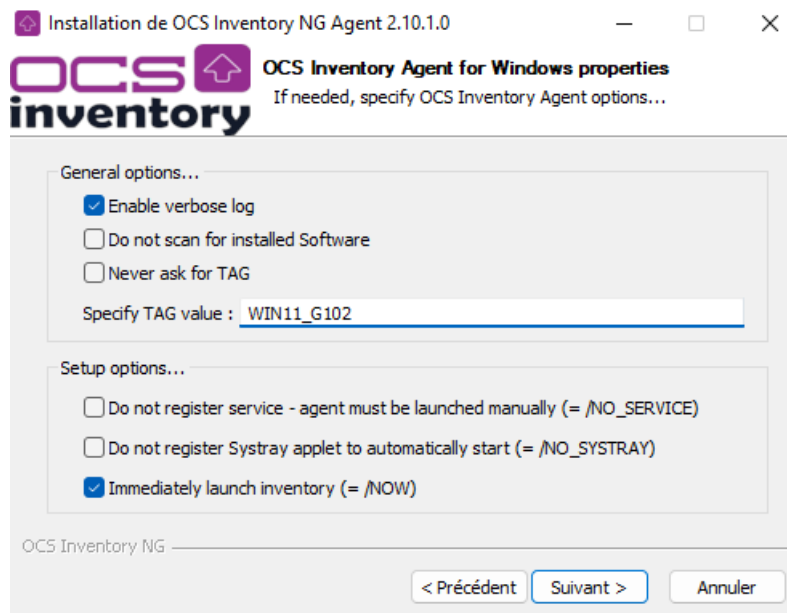 Installation de OCS Inventory NG Agent 2.10.1.0
OCS inventory
OCS Inventory Agent for Windows properties
If needed, specify OCS Inventory Agent options...
General options...
Enable verbose log
Do not scan for installed Software
Never ask for TAG
Specify TAG value : WIN11_G102
Setup options...
Do not register service - agent must be launched manually (= /NO_SERVICE)
Do not register Systray applet to automatically start (= /NO_SYSTRAY)
Immediately launch inventory (= /NOW)
OCS Inventory NG
< Précédent Suivant > Annuler